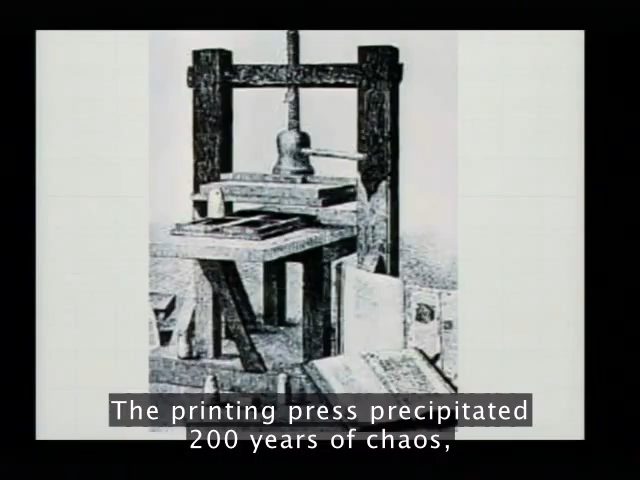 The printing press precipitated
200 years of chaos,